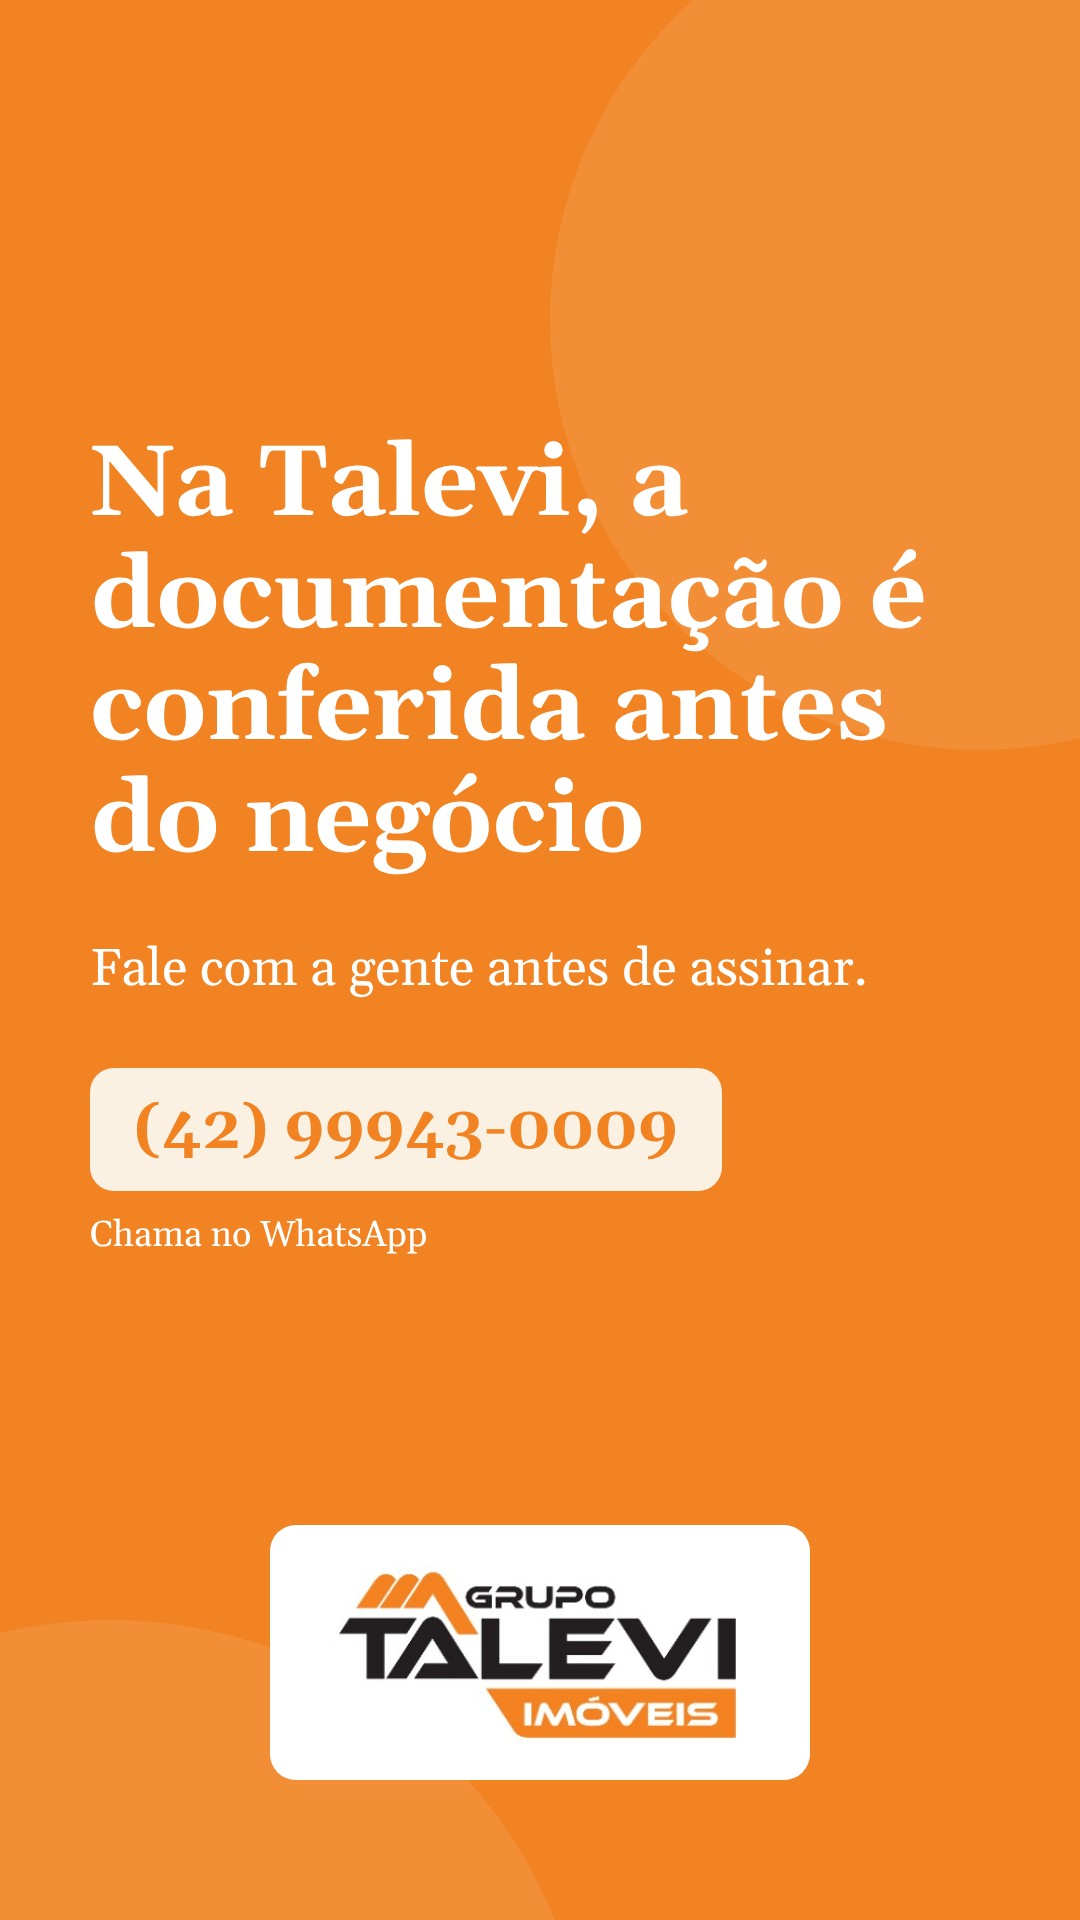 Na Talevi, a
documentação é
conferida antes
do negócio
Fale com a gente antes de assinar.
(42) 99943-0009
Chama no WhatsApp
GRUPO
TALEVI
IMÓVEIS